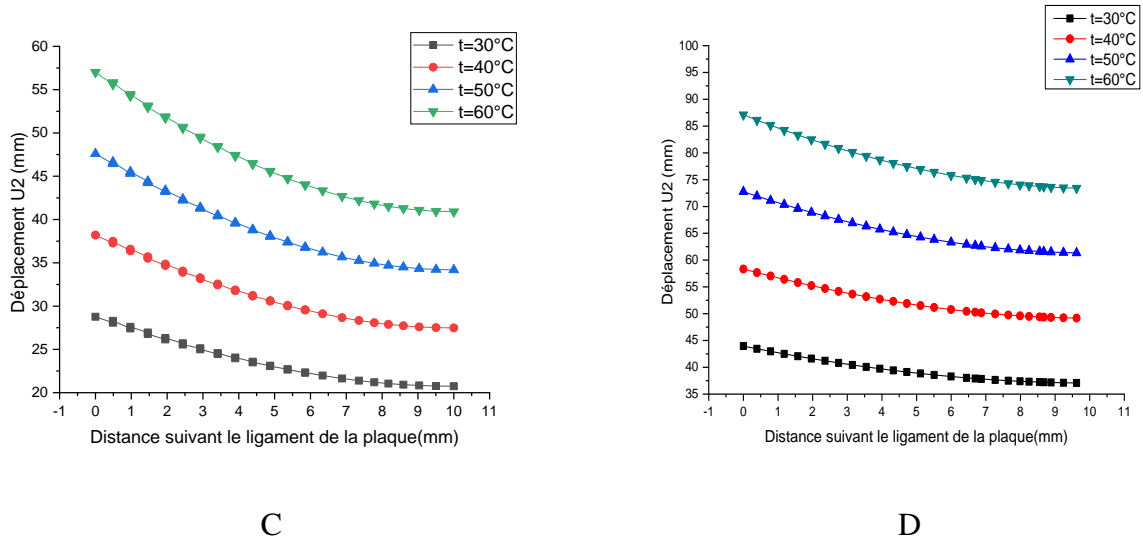 t=30°C
t=40°C
t=50°C
t=60°C
60
55
50
45
40
35
30
25
20
Déplacement U2 (mm)
-1 0 1 2 3 4 5 6 7 8 9 10 11
Distance suivant le ligament de la plaque(mm)
C
t=30°C
t=40°C
t=50°C
t=60°C
100
95
90
85
80
75
70
65
60
55
50
45
40
35
Déplacement U2 (mm)
-1 0 1 2 3 4 5 6 7 8 9 10 11
Distance suivant le ligament de la plaque(mm)
D